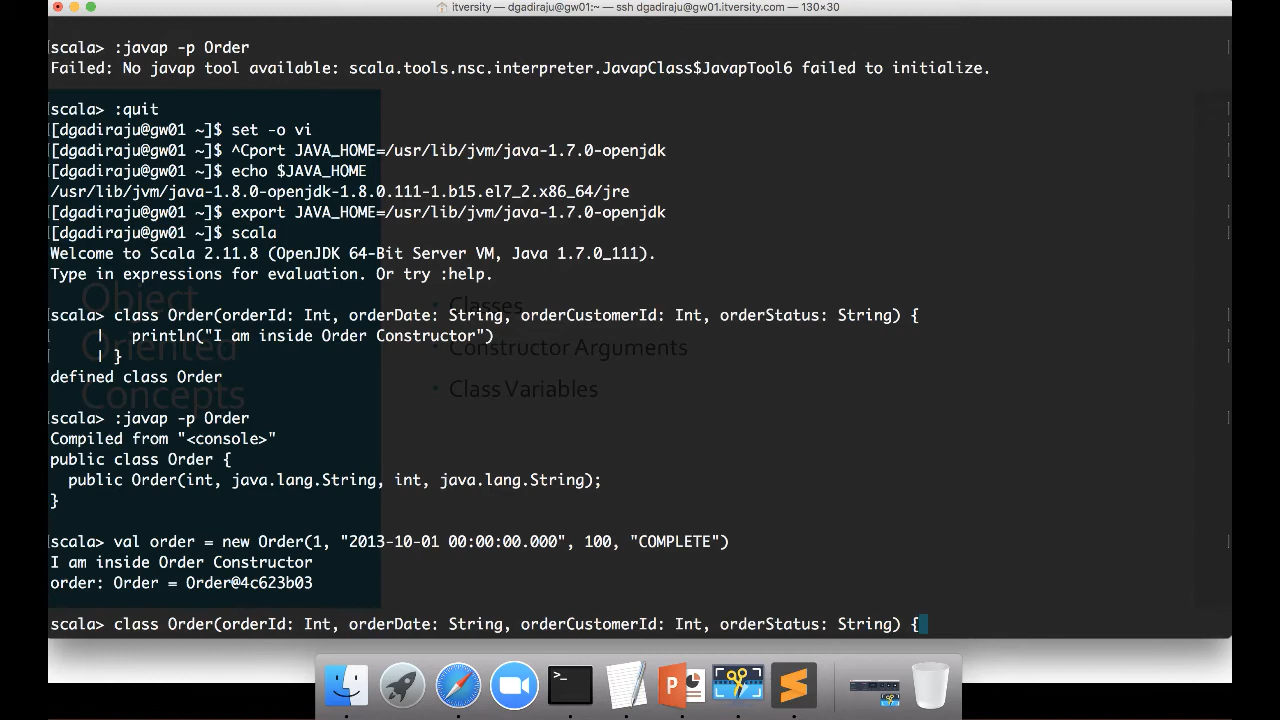 itversity — dgadiraju@gw01:~ — ssh dgadiraju@gw01.itversity.com — 130×30
scala> :javap -p Order
Failed: No javap tool available: scala.tools.nsc.interpreter.JavapClass$JavapTool6 failed to initialize.
scala> :quit
[dgadiraju@gw01 ~]$ set -o vi
[dgadiraju@gw01 ~]$ ^Cport JAVA_HOME=/usr/lib/jvm/java-1.7.0-openjdk
[dgadiraju@gw01 ~]$ echo $JAVA_HOME
/usr/lib/jvm/java-1.8.0-openjdk-1.8.0.111-1.b15.el7_2.x86_64/jre
[dgadiraju@gw01 ~]$ export JAVA_HOME=/usr/lib/jvm/java-1.7.0-openjdk
[dgadiraju@gw01 ~]$ scala
Welcome to Scala 2.11.8 (OpenJDK 64-Bit Server VM, Java 1.7.0_111).
Type in expressions for evaluation. Or try :help.
scala> class Order(orderId: Int, orderDate: String, orderCustomerId: Int, orderStatus: String) {
| println("I am inside Order Constructor")
| }
defined class Order
scala> :javap -p Order
Compiled from "<console>"
public class Order {
public Order(int, java.lang.String, int, java.lang.String);
}
scala> val order = new Order(1, "2013-10-01 00:00:00.000", 100, "COMPLETE")
I am inside Order Constructor
order: Order = Order@4c623b03
scala> class Order(orderId: Int, orderDate: String, orderCustomerId: Int, orderStatus: String) {
Object
Oriented
Concepts
• Classes
• Constructor Arguments
• Class Variables